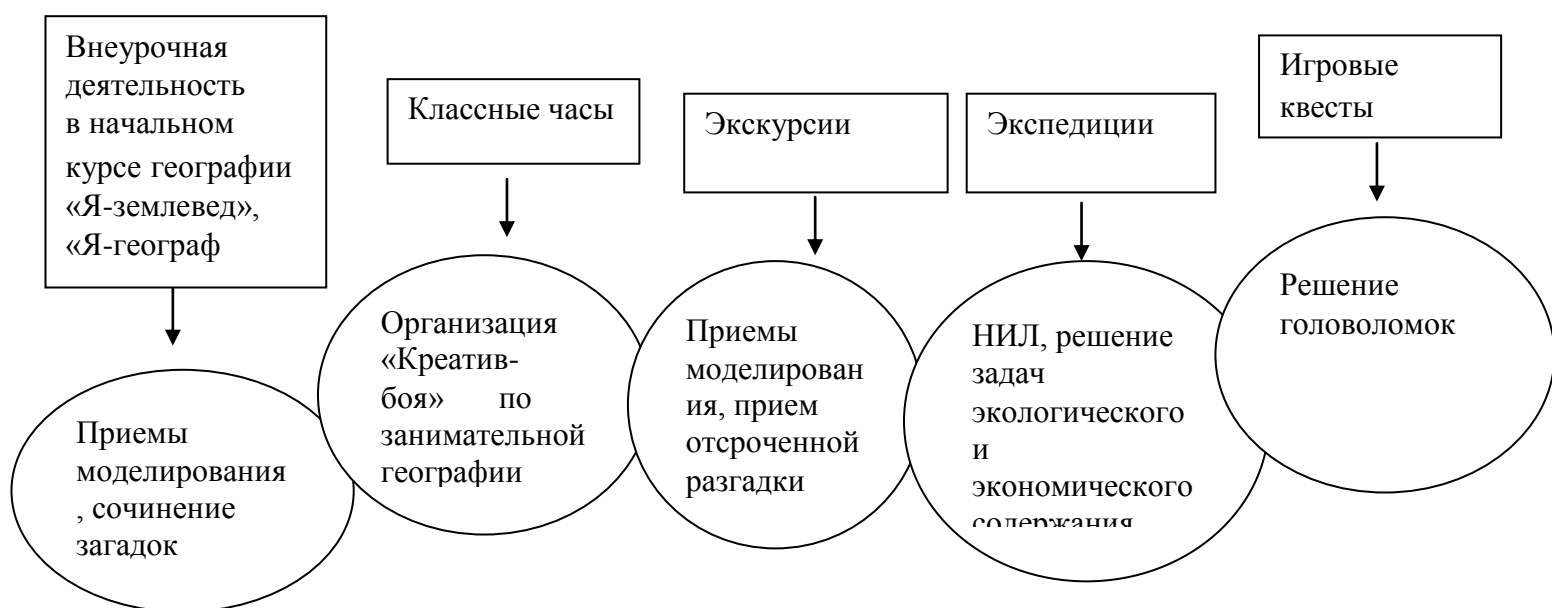 Внеурочная
деятельность
в начальном
курсе географии
«Я-землевед»,
«Я-географ
Классные часы
Экскурсии
Экспедиции
Игровые
квесты
Приемы
моделирования
, сочинение
загадок
Организация
«Креатив-
боя» по
занимательной
географии
Приемы
моделирован
ия, прием
отсроченной
разгадки
НИЛ, решение
задач
экологического
и
экономического
содержания
Решение
головоломок